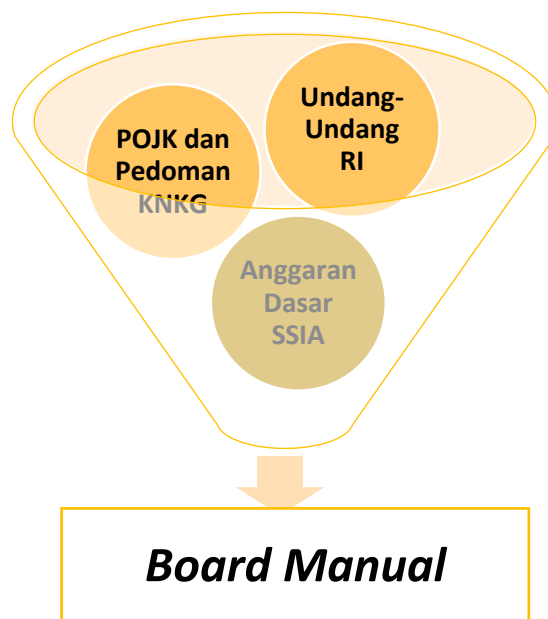 Undang-
Undang
RI
POJK dan
Pedoman
KNKG
Anggaran
Dasar
SSIA
Board Manual